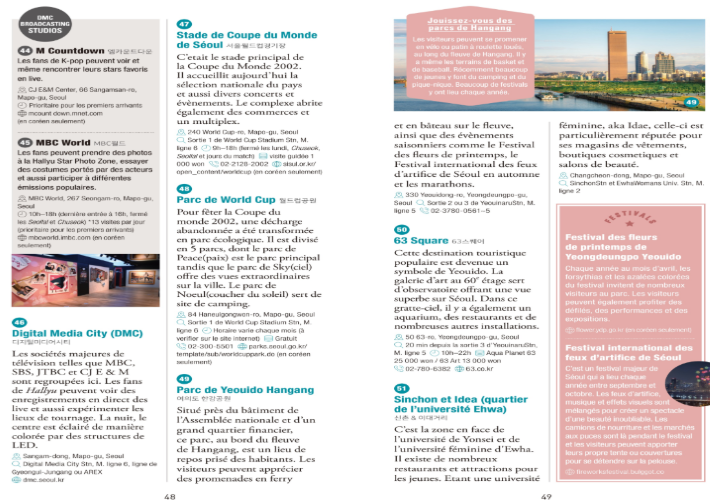 DMC
BROADCASTING
STUDIOS
44 M Countdown 엠카운트다운
Les fans de K-pop peuvent voir et
même rencontrer leurs stars favoris
en live.
CJ E&M Center, 66 Sangamsan-ro,
Mapo-gu, Seoul
Prioritaire pour les premiers arrivants
mcount down.mnet.com
(en coréen seulement)
45 MBC World MBC월드
Les fans peuvent prendre des photos
à la Hallyu Star Photo Zone, essayer
des costumes portés par des acteurs
et aussi participer à différentes
émissions populaires.
MBC World, 267 Seongam-ro, Mapo-gu,
Seoul
10h–18h (dernière entrée à 16h, fermé
les Seollal et Chuseok) *13 visites par jour
(prioritaire pour les premiers arrivants)
mbcworld.imbc.com (en coréen
seulement)
46
Digital Media City (DMC)
디지털미디어시티
Les sociétés majeures de
télévision telles que MBC,
SBS, JTBC et CJ E & M
sont regroupées ici. Les fans
de Hallyu peuvent voir des
enregistrements en direct des
live et aussi expérimenter les
lieux de tournage. La nuit, le
centre est éclairé de manière
colorée par des structures de
LED.
Sangam-dong, Mapo-gu, Seoul
Digital Media City Stn, M. ligne 6, ligne de
Gyeongui-Jungang ou AREX
dmc.seoul.kr
47
Stade de Coupe du Monde
de Séoul 서울월드컵경기장
C'etait le stade principal de
la Coupe du Monde 2002.
Il accueillit aujourd'hui la
sélection nationale du pays
et aussi divers concerts et
évènements. Le complexe abrite
également des commerces et
un multiplex.
240 World Cup-ro, Mapo-gu, Seoul
Sortie 1 de World Cup Stadium Stn, M.
ligne 6 9h–18h (fermé les lundi, Chuseok,
Seollal et jours du match) visite guidée 1
000 won 02-2128-2002 sisul.or.kr/
open_content/worldcup (en coréen seulement)
48
Parc de World Cup 월드컵공원
Pour fêter la Coupe du
monde 2002, une décharge
abandonnée a été transformée
en parc écologique. Il est divisé
en 5 parcs, dont le parc de
Peace(paix) est le parc principal
tandis que le parc de Sky(ciel)
offre des vues extraordinaires
sur la ville. Le parc de
Noeul(coucher du soleil) sert de
site de camping.
84 Haneulgongwon-ro, Mapo-gu, Seoul
Sortie 1 de World Cup Stadium Stn, M.
ligne 6 Horaire varie chaque mois (à
vérifier sur le site internet) Gratuit
02-300-5501 parks.seoul.go.kr/
template/sub/worldcuppark.do (en coréen
seulement)
49
Parc de Yeouido Hangang
여의도 한강공원
Situé près du bâtiment de
l'Assemblée nationale et d'un
grand quartier financier,
ce parc, au bord du fleuve
de Hangang, est un lieu de
repos prisé des habitants. Les
visiteurs peuvent apprécier
des promenades en ferry
48
Jouissez-vous des
parcs de Hangang
Les visiteurs peuvent se promener
en vélo ou patin à roulette loués,
au long du fleuve de Hangang. Il y
a même les terrains de basket et
de baseball. Récemment beaucoup
de jeunes y font du camping et du
pique-nique. Beaucoup de festivals
y ont lieu chaque année.
49
et en bâteau sur le fleuve,
ainsi que des évènements
saisonniers comme le Festival
des fleurs de printemps, le
Festival international des feux
d'artifice de Séoul en automne
et les marathons.
330 Yeouidong-ro, Yeongdeungpo-gu,
Seoul Sortie 2 ou 3 de YeouinaruStn, M.
ligne 5 02-3780-0561~5
50
63 Square 63스퀘어
Cette destination touristique
populaire est devenue un
symbole de Yeouido. La
galerie d'art au 60e étage sert
d'observatoire offrant une vue
superbe sur Séoul. Dans ce
gratte-ciel, il y a également un
aquarium, des restaurants et de
nombreuses autres installations.
50 63-ro, Yeongdeungpo-gu, Seoul
20 min depuis la sortie 3 d'YeouinaruStn,
M. ligne 5 10h–22h Aqua Planet 63
25 000 won / 63 Art 13 000 won
02-789-6382 63.co.kr
51
Sinchon et Idea (quartier
de l'université Ehwa)
신촌 & 이대거리
C'est la zone en face de
l'université de Yonsei et de
l'université féminine d'Ewha.
Il existe de nombreux
restaurants et attractions pour
les jeunes. Etant une université
féminine, aka Idae, celle-ci est
particulièrement réputée pour
ses magasins de vêtements,
boutiques cosmetiques et
salons de beauté.
Changcheon-dong, Mapo-gu, Seoul
SinchonStn et EwhaWomans Univ. Stn, M.
ligne 2
FESTIVALS
Festival des fleurs
de printemps de
Yeongdeungpo Yeouido
Chaque année au mois d'avril, les
forsythias et les azalées colorées
du festival invitent de nombreux
visiteurs au parc. Les visiteurs
peuvent également profiter des
défilés, des performances et des
expositions.
flower.ydp.go.kr (en coréen seulement)
Festival international des
feux d'artifice de Séoul
C'est un festival majeur de
Séoul qui a lieu chaque
année entre septembre et
octobre. Les feux d'artifice,
musique et effets visuels sont
mélangés pour créer un spectacle
d'une beauté inoubliable. Les
camions de nourriture et les marchés
aux puces sont là pendant le festival
et les visiteurs peuvent apporter
leurs propre tente ou couvertures
pour se détendre sur le pelouse.
49